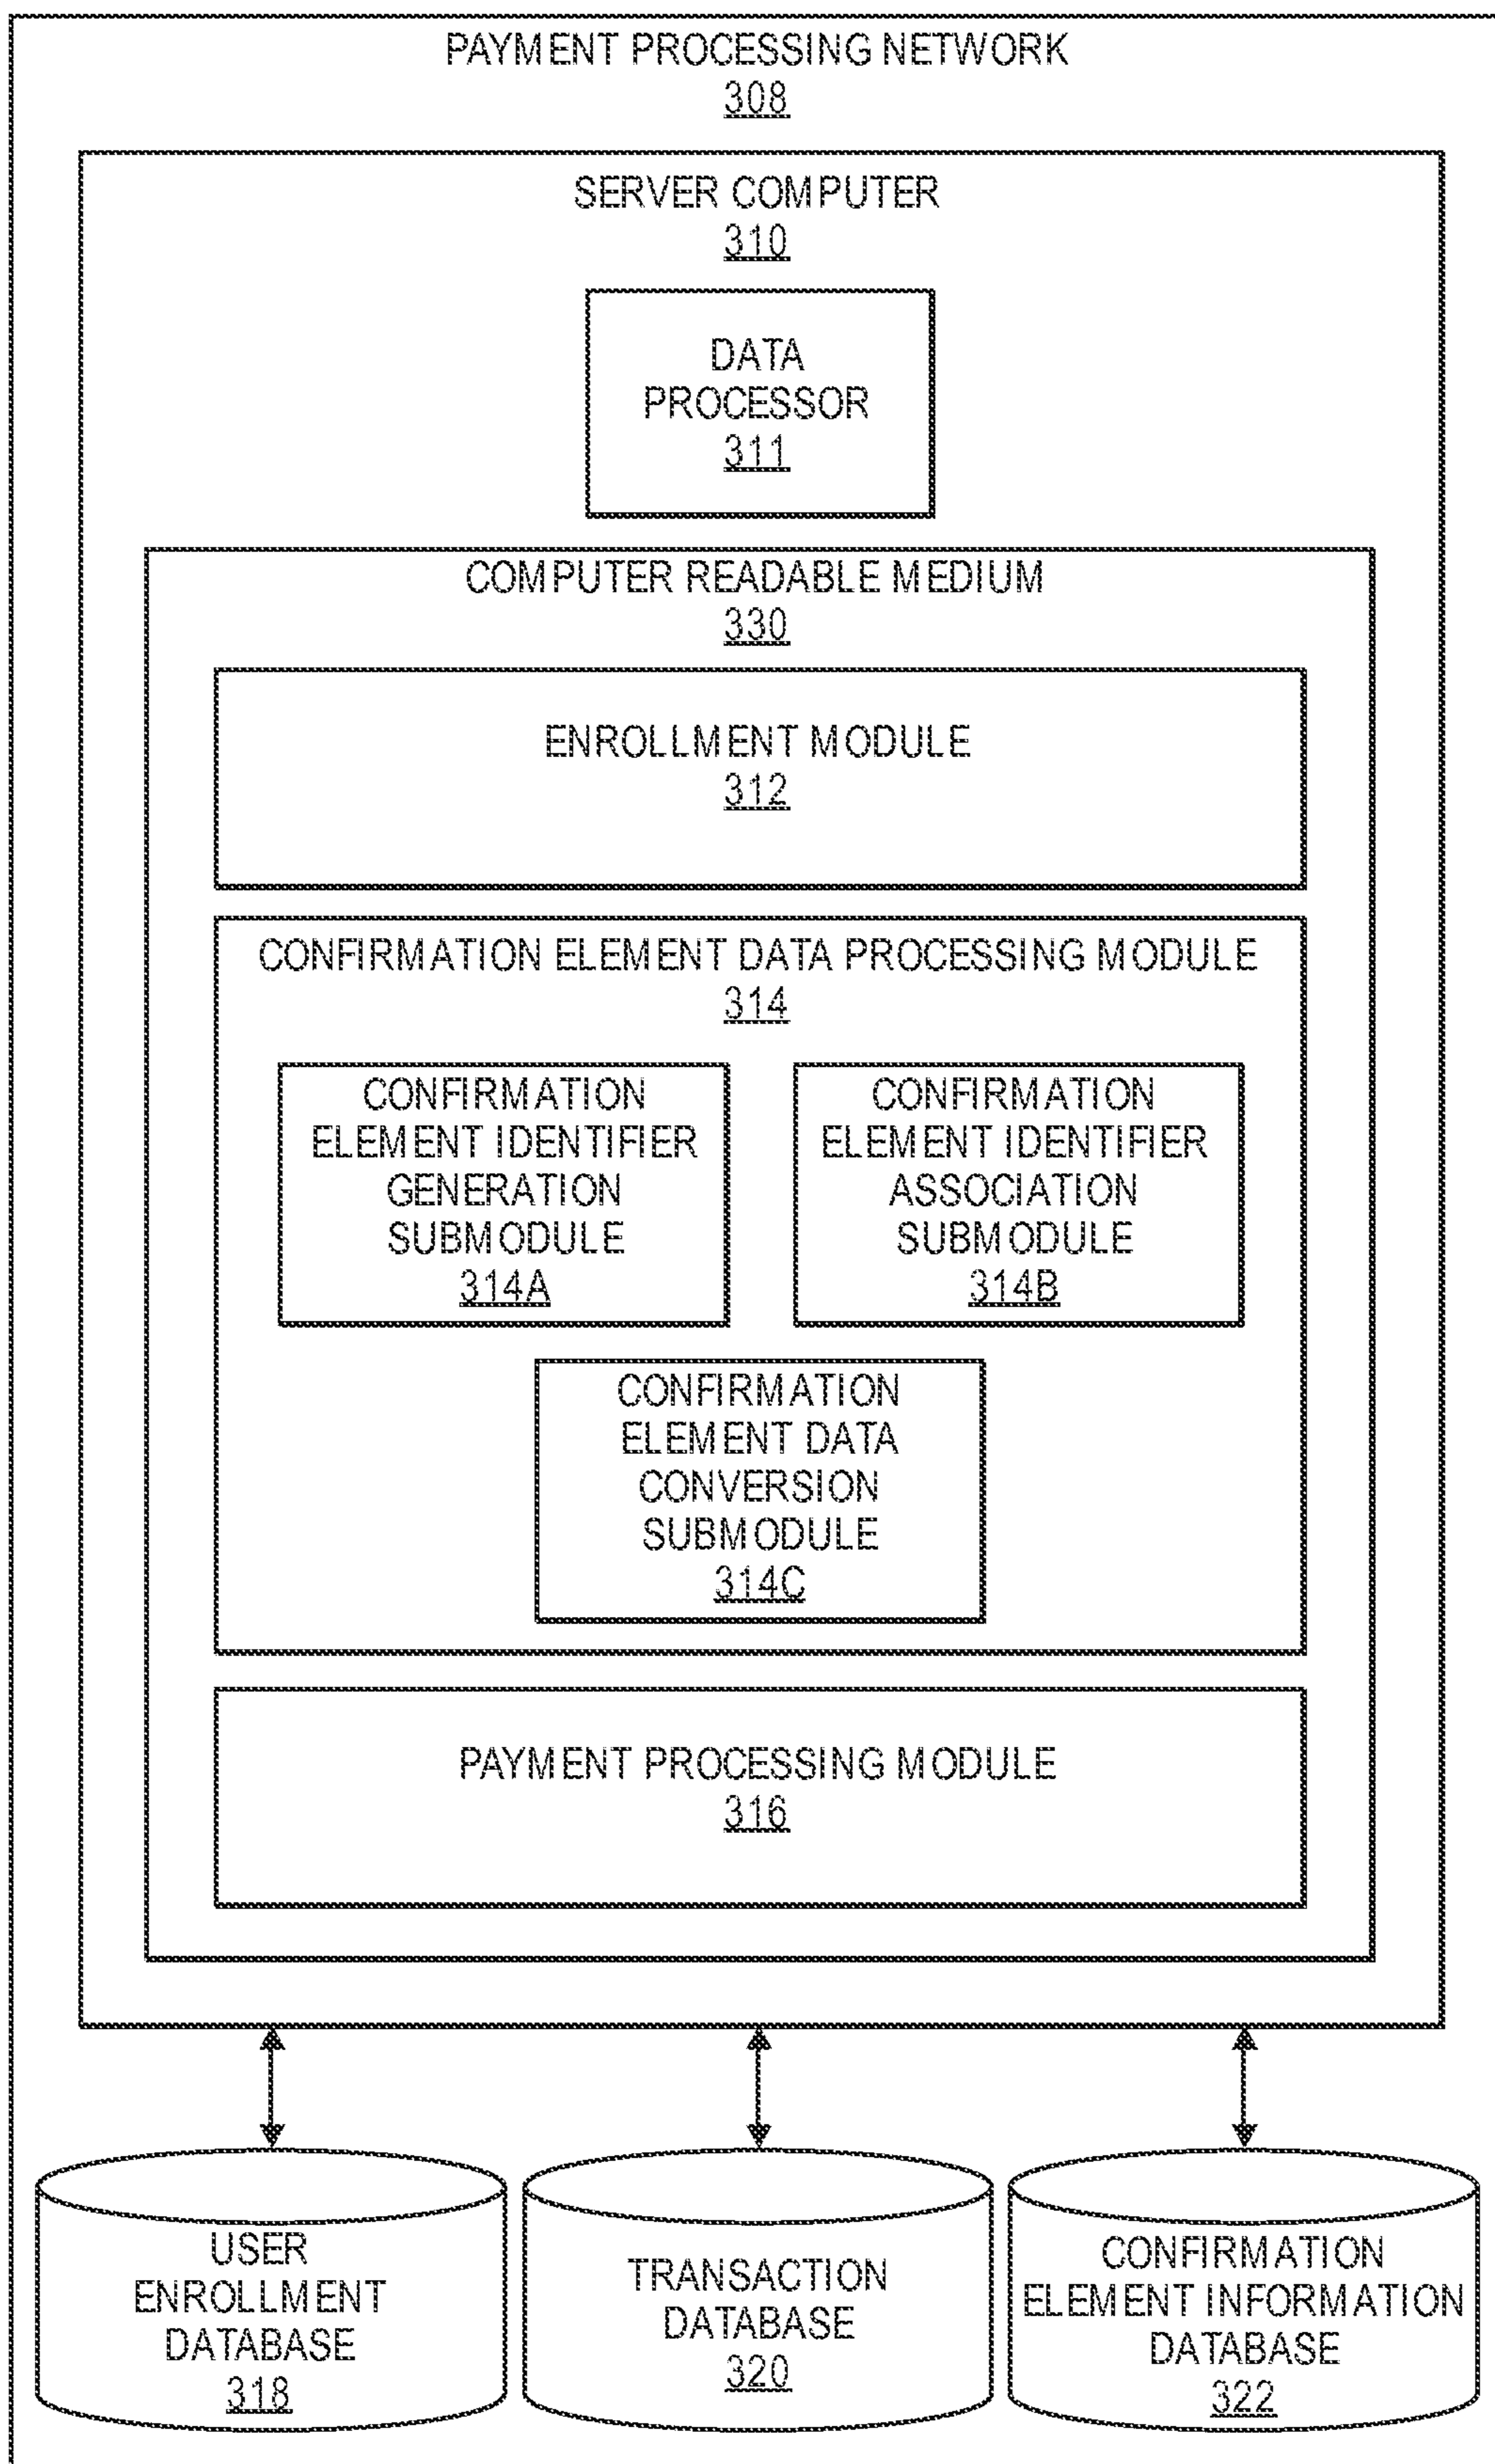 PAYMENT PROCESSING NETWORK
308
SERVER COMPUTER
310
DATA
PROCESSOR
311
COMPUTER READABLE MEDIUM
330
ENROLLMENT MODULE
312
CONFIRMATION ELEMENT DATA PROCESSING MODULE
314
CONFIRMATION
ELEMENT IDENTIFIER
GENERATION
SUBMODULE
314A
CONFIRMATION
ELEMENT IDENTIFIER
ASSOCIATION
SUBMODULE
314B
CONFIRMATION
ELEMENT DATA
CONVERSION
SUBMODULE
314C
PAYMENT PROCESSING MODULE
316
USER
ENROLLMENT
DATABASE
318
TRANSACTION
DATABASE
320
CONFIRMATION
ELEMENT INFORMATION
DATABASE
322